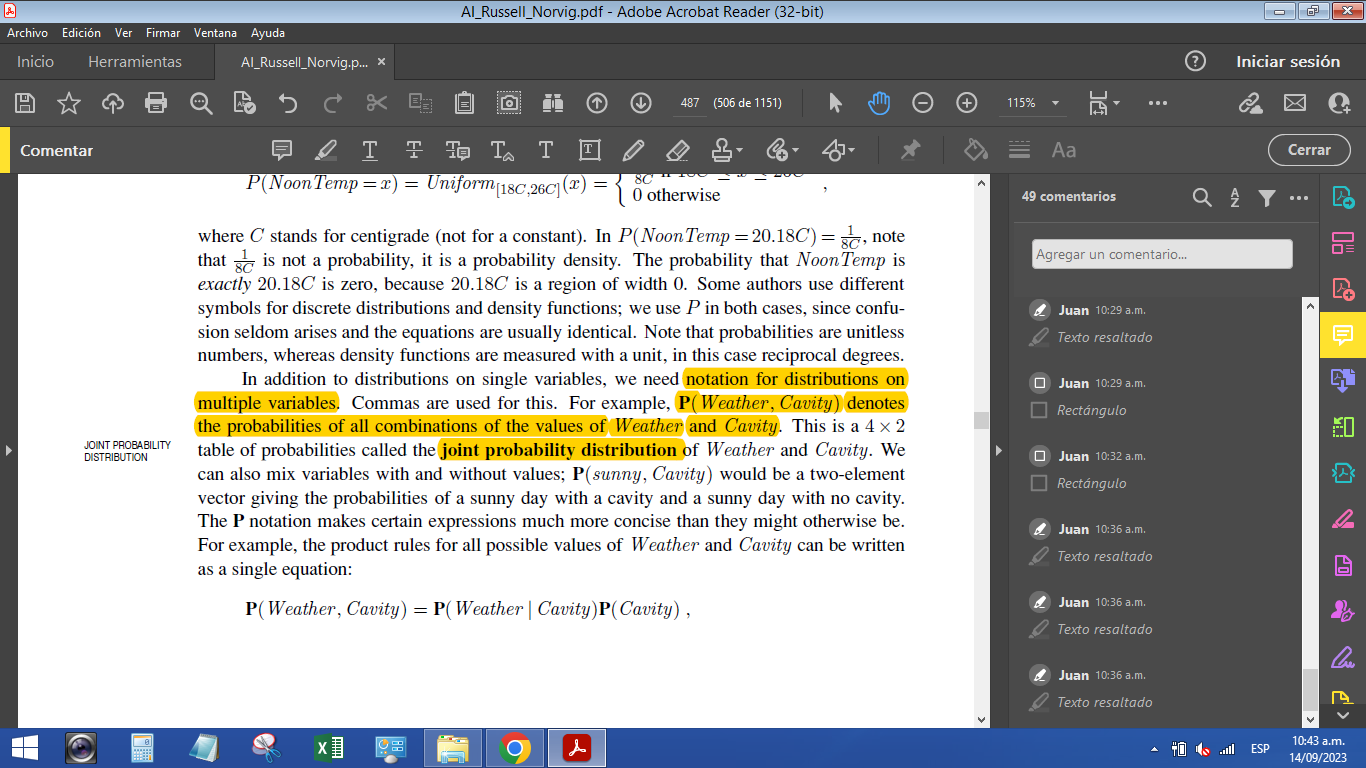 AI_Russell_Norvig.pdf - Adobe Acrobat Reader (32-bit)
Archivo Edición Ver Firmar Ventana Ayuda
Inicio Herramientas AI_Russell_Norvig.p... × Iniciar sesión
487 (506 de 1151) 115%
Comentar Cerrar
P(NoonTemp = x) = Uniform[18C,26C](x) = { 8C if 18C ≤ x ≤ 26C
0 otherwise ,
where C stands for centigrade (not for a constant). In P(NoonTemp = 20.18C) = 1/8C, note
that 1/8C is not a probability, it is a probability density. The probability that NoonTemp is
exactly 20.18C is zero, because 20.18C is a region of width 0. Some authors use different
symbols for discrete distributions and density functions; we use P in both cases, since confu-
sion seldom arises and the equations are usually identical. Note that probabilities are unitless
numbers, whereas density functions are measured with a unit, in this case reciprocal degrees.
In addition to distributions on single variables, we need notation for distributions on
multiple variables. Commas are used for this. For example, P(Weather, Cavity) denotes
the probabilities of all combinations of the values of Weather and Cavity. This is a 4 × 2
JOINT PROBABILITY
DISTRIBUTION
table of probabilities called the joint probability distribution of Weather and Cavity. We
can also mix variables with and without values; P(sunny, Cavity) would be a two-element
vector giving the probabilities of a sunny day with a cavity and a sunny day with no cavity.
The P notation makes certain expressions much more concise than they might otherwise be.
For example, the product rules for all possible values of Weather and Cavity can be written
as a single equation:
P(Weather, Cavity) = P(Weather | Cavity)P(Cavity) ,
49 comentarios
Agregar un comentario...
Juan 10:29 a.m.
Texto resaltado
Juan 10:29 a.m.
Rectángulo
Juan 10:32 a.m.
Rectángulo
Juan 10:36 a.m.
Texto resaltado
Juan 10:36 a.m.
Texto resaltado
Juan 10:36 a.m.
Texto resaltado
ESP
10:43 a.m.
14/09/2023